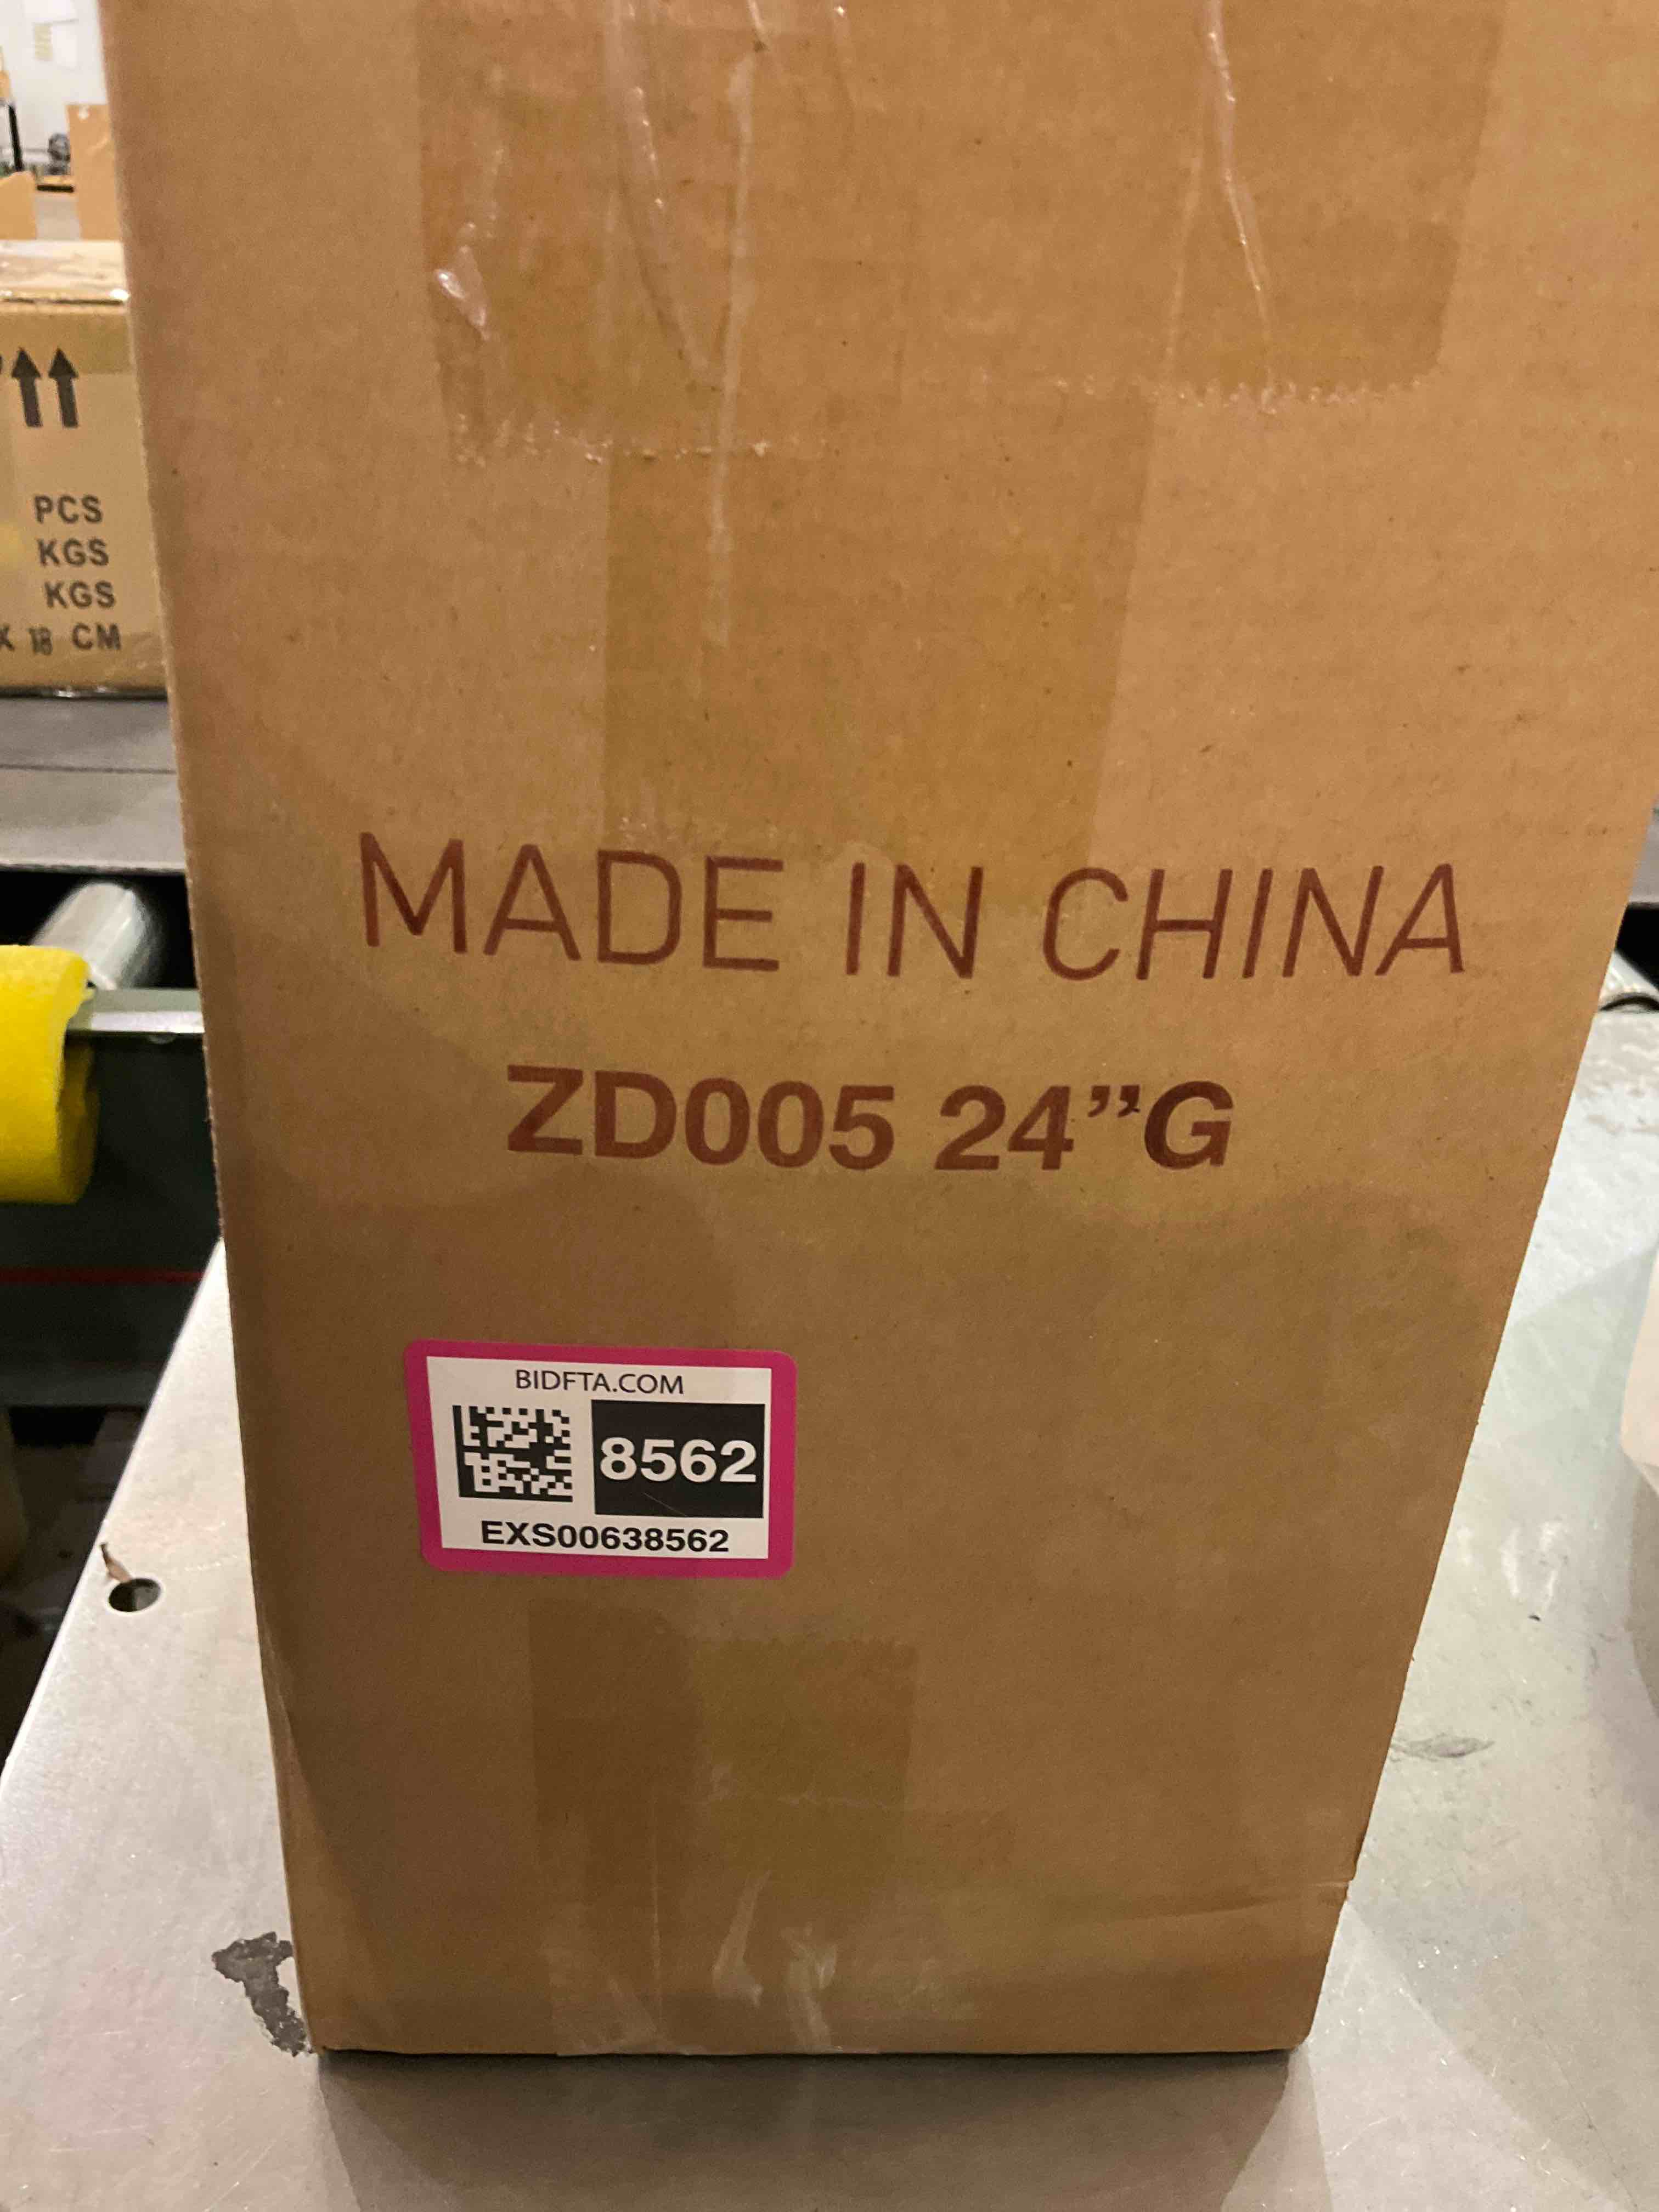 PCS
KGS
KGS
X 18 CM
MADE IN CHINA
ZD005 24”G
BIDFTA.COM
8562
EXS00638562